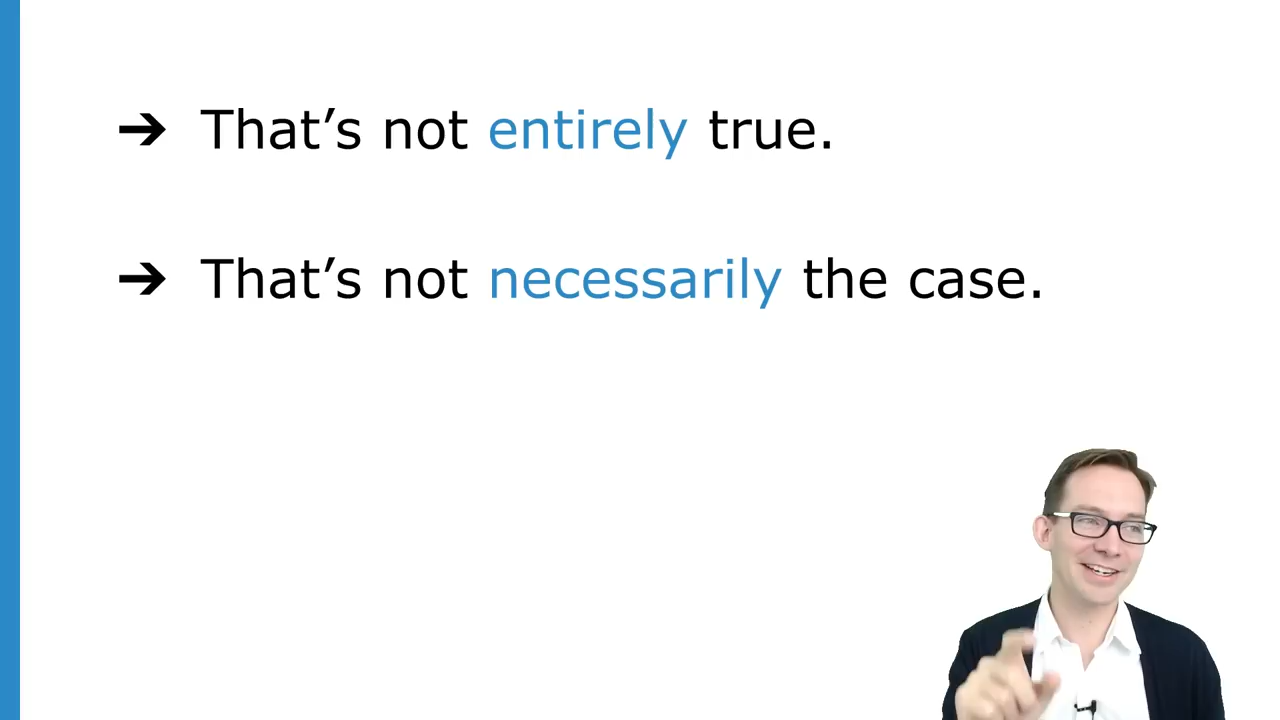 ➔ That’s not entirely true.
➔ That’s not necessarily the case.